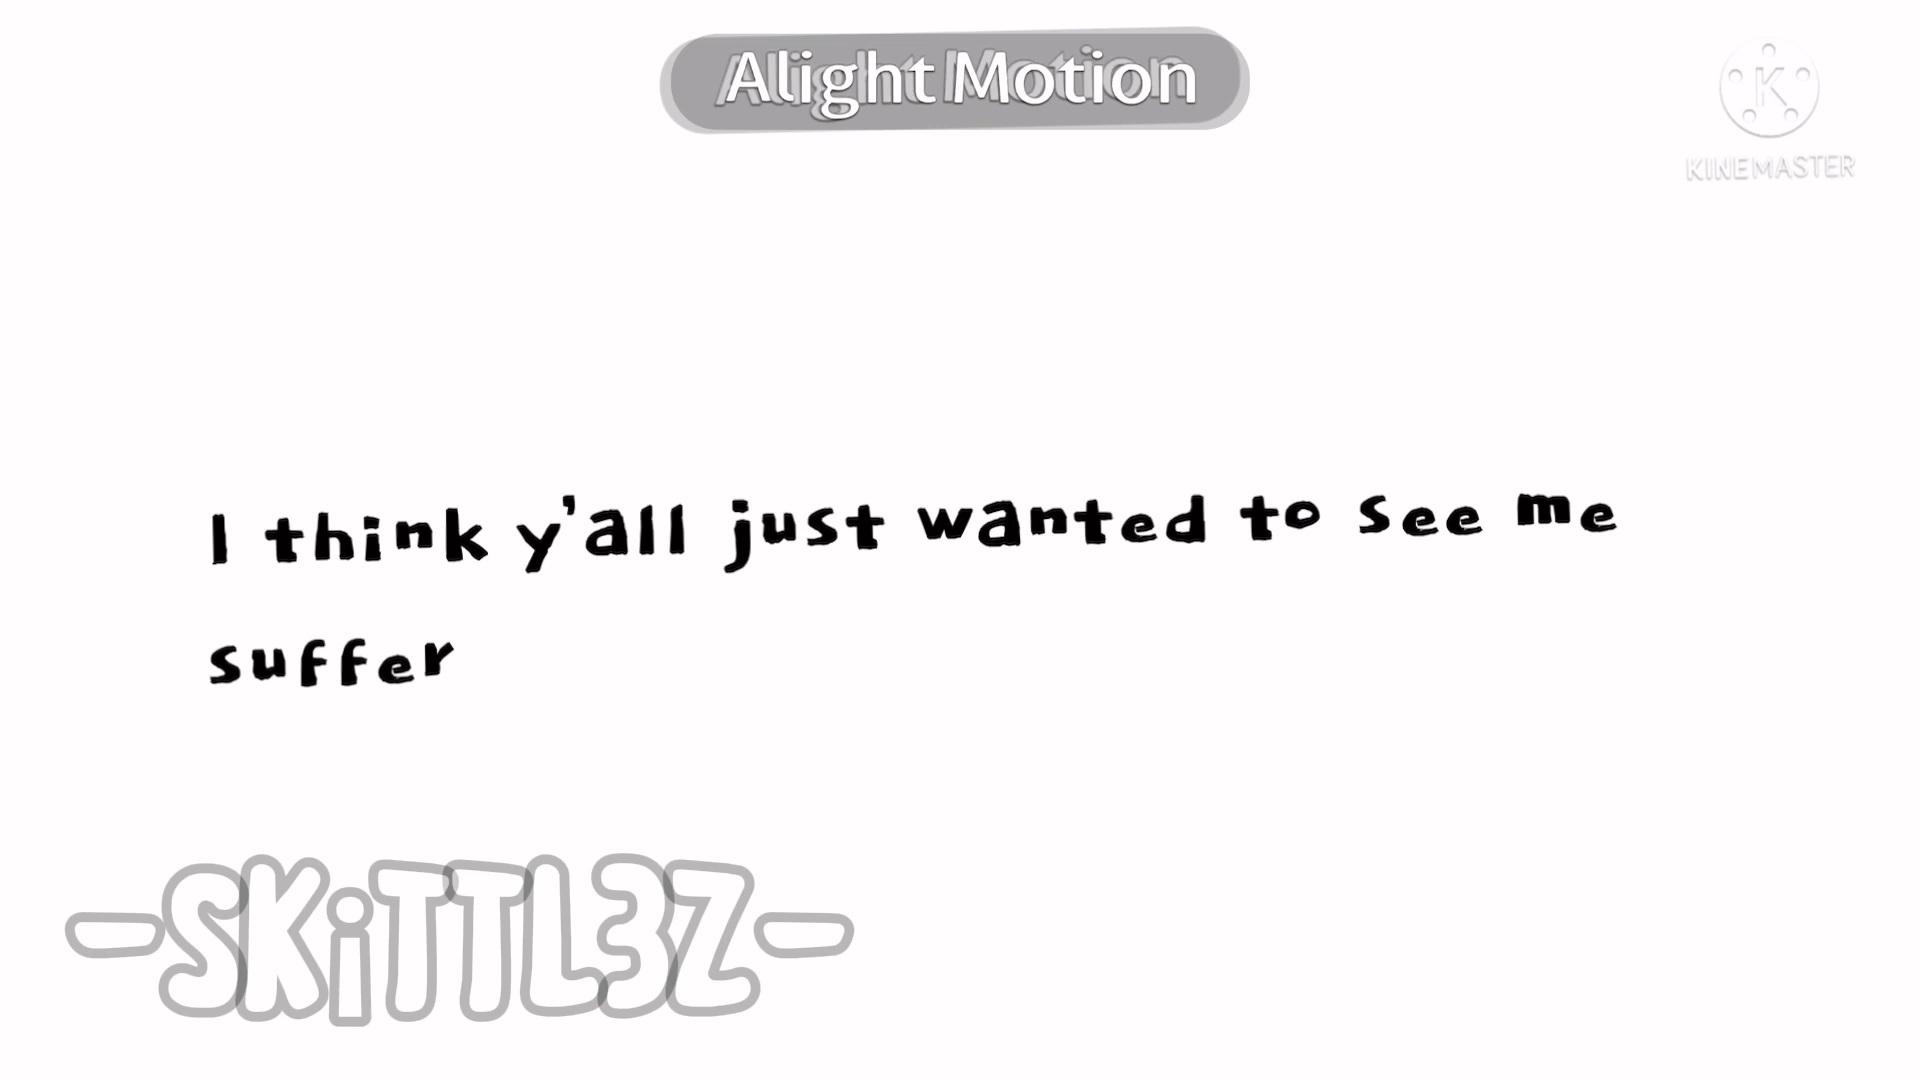 Alight Motion
KINEMASTER
I think y'all just wanted to see me
suffer
-SKiTTL3Z-